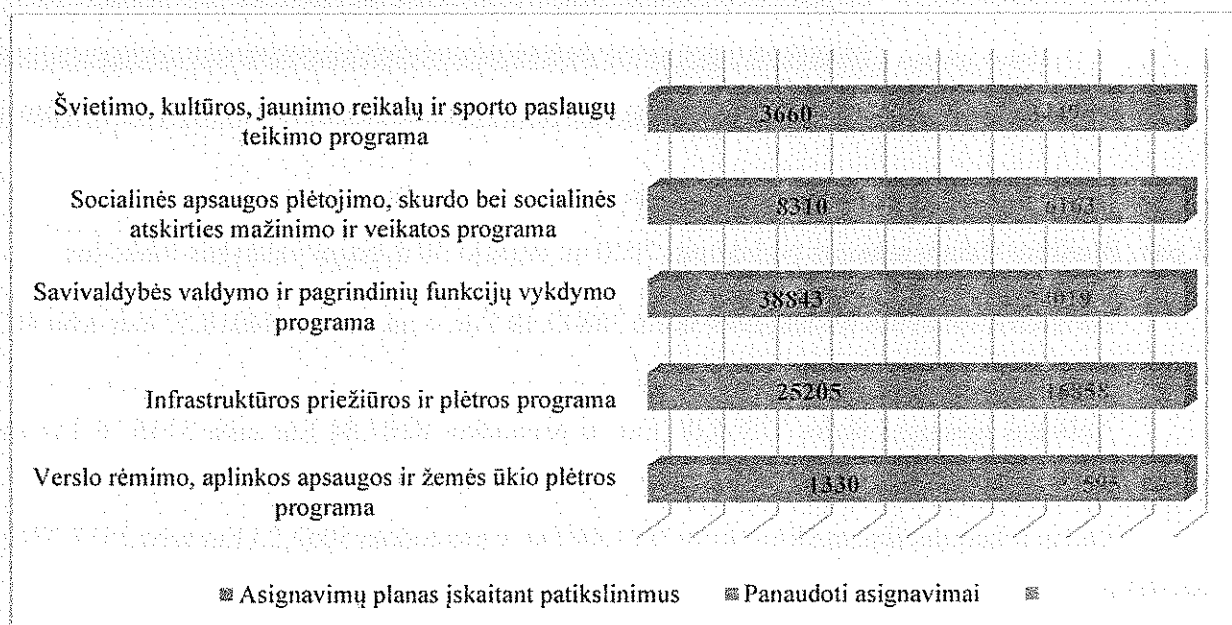 Švietimo, kultūros, jaunimo reikalų ir sporto paslaugų
teikimo programa
3660
Socialinės apsaugos plėtojimo, skurdo bei socialinės
atskirties mažinimo ir veikatos programa
8310
6163
Savivaldybės valdymo ir pagrindinių funkcijų vykdymo
programa
38843
Infrastruktūros priežiūros ir plėtros programa
25205
Verslo rėmimo, aplinkos apsaugos ir žemės ūkio plėtros
programa
1330
Asignavimų planas įskaitant patikslinimus Panaudoti asignavimai